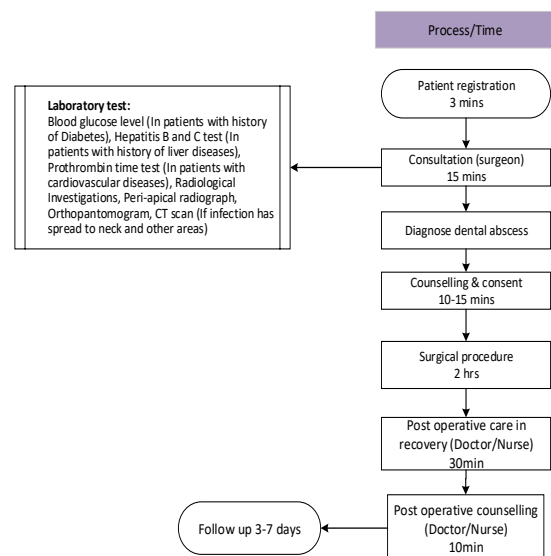 Process/Time
Patient registration
3 mins
Laboratory test:
Blood glucose level (In patients with history
of Diabetes), Hepatitis B and C test (In
patients with history of liver diseases),
Prothrombin time test (In patients with
cardiovascular diseases), Radiological
Investigations, Peri-apical radiograph,
Orthopantomogram, CT scan (If infection has
spread to neck and other areas)
Consultation (surgeon)
15 mins
Diagnose dental abscess
Counselling & consent
10-15 mins
Surgical procedure
2 hrs
Post operative care in
recovery (Doctor/Nurse)
30min
Post operative counselling
(Doctor/Nurse)
10min
Follow up 3-7 days